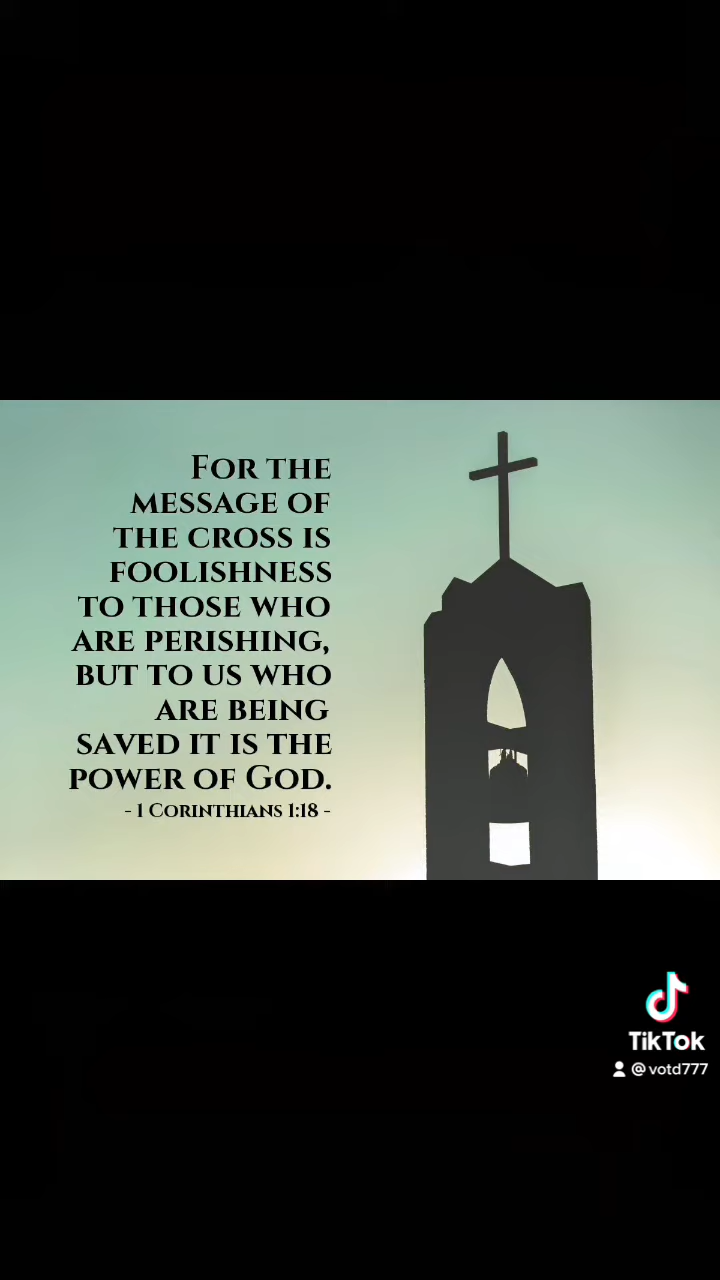 For the
message of
the cross is
foolishness
to those who
are perishing,
but to us who
are being
saved it is the
power of God.
- 1 Corinthians 1:18 -
TikTok
@votd777